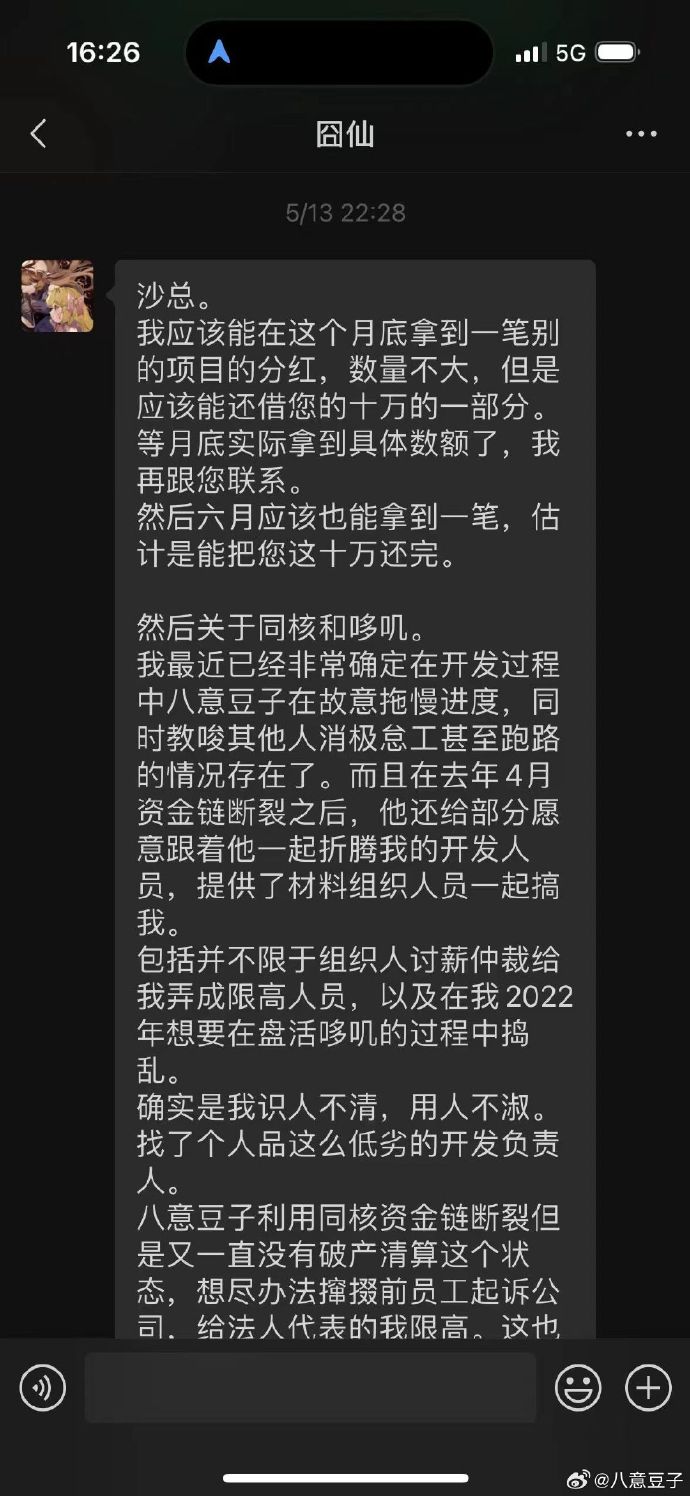 16:26
5G
囧仙
5/13 22:28
沙总。
我应该能在这个月底拿到一笔别
的项目的分红，数量不大，但是
应该能还借您的十万的一部分。
等月底实际拿到具体数额了，我
再跟您联系。
然后六月应该也能拿到一笔，估
计是能把您这十万还完。
然后关于同核和哆叽。
我最近已经非常确定在开发过程
中八意豆子在故意拖慢进度，同
时教唆其他人消极怠工甚至跑路
的情况存在了。而且在去年4月
资金链断裂之后，他还给部分愿
意跟着他一起折腾我的开发人
员，提供了材料组织人员一起搞
我。
包括并不限于组织人讨薪仲裁给
我弄成限高人员，以及在我2022
年想要在盘活哆叽的过程中捣
乱。
确实是我识人不清，用人不淑。
找了个人品这么低劣的开发负责
人。
八意豆子利用同核资金链断裂但
是又一直没有破产清算这个状
态，想尽办法撺掇前员工起诉公
司，给法人代表的我限高。这也
@八意豆子